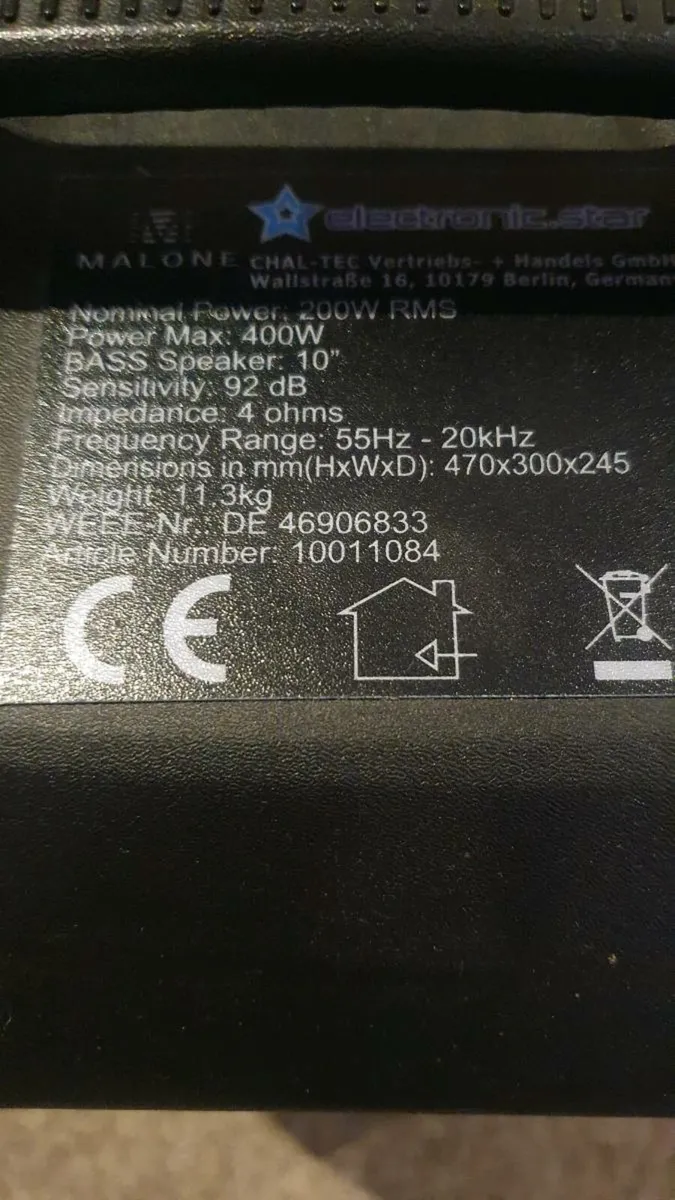 electronic.star
MALONE CHAL-TEC Vertriebs- + Handels GmbH
Wallstraße 16, 10179 Berlin, German
Nominal Power: 200W RMS
Power Max: 400W
BASS Speaker: 10"
Sensitivity: 92 dB
Impedance: 4 ohms
Frequency Range: 55Hz - 20kHz
Dimensions in mm(HxWxD): 470x300x245
Weight: 11.3kg
WEEE-Nr.: DE 46906833
Article Number: 10011084
CE